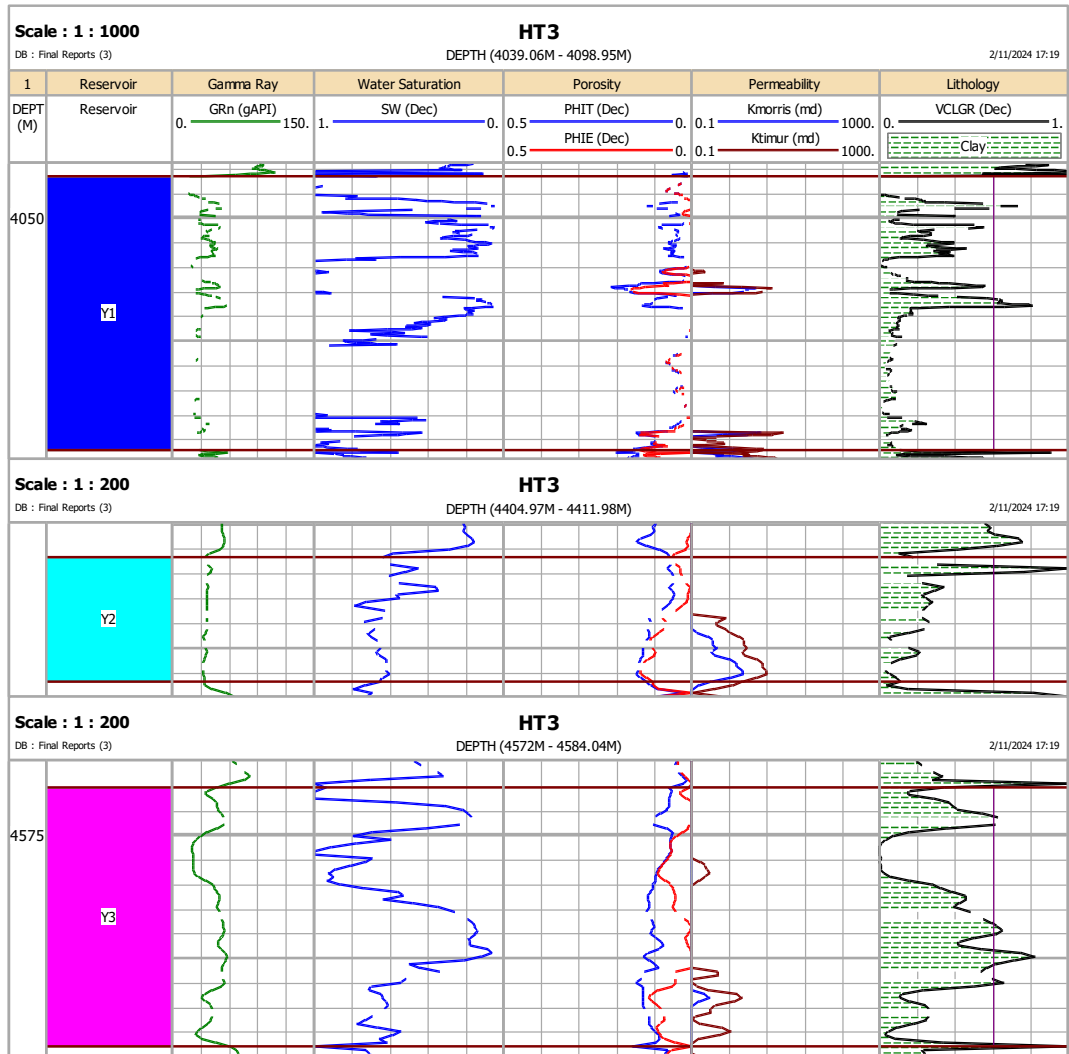 Scale : 1 : 1000
HT3
DB : Final Reports (3)
DEPTH (4039.06M - 4098.95M)
2/11/2024 17:19
1 Reservoir Gamma Ray Water Saturation Porosity Permeability Lithology
DEPT (M) Reservoir
GRn (gAPI)
0. 150.
SW (Dec)
1. 0.
PHIT (Dec)
0.5 0.
PHIE (Dec)
0.5 0.
Kmorris (md)
0.1 1000.
Ktimur (md)
0.1 1000.
VCLGR (Dec)
0. 1.
Clay
4050
Y1
Scale : 1 : 200
HT3
DB : Final Reports (3)
DEPTH (4404.97M - 4411.98M)
2/11/2024 17:19
Y2
Scale : 1 : 200
HT3
DB : Final Reports (3)
DEPTH (4572M - 4584.04M)
2/11/2024 17:19
4575
Y3